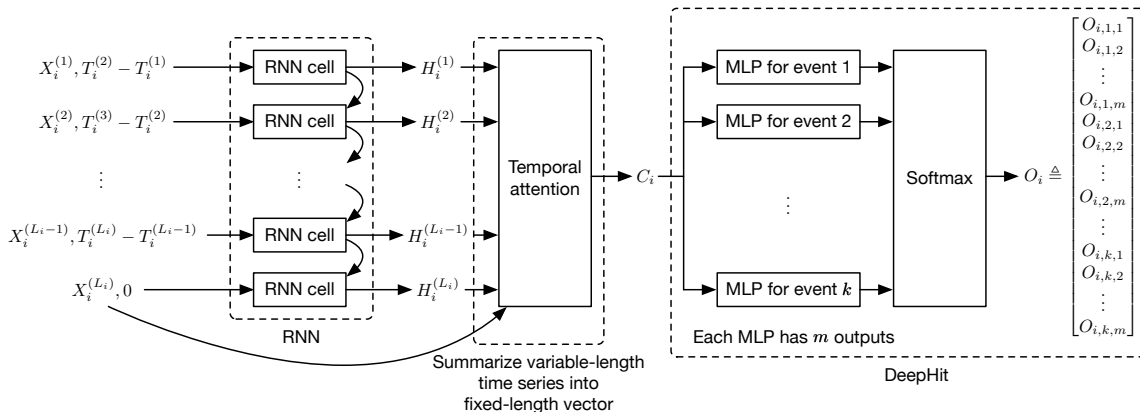 X_i^{(1)}, T_i^{(2)} − T_i^{(1)}
RNN cell
H_i^{(1)}
X_i^{(2)}, T_i^{(3)} − T_i^{(2)}
RNN cell
H_i^{(2)}
⋮
⋮
⋮
X_i^{(L_i−1)}, T_i^{(L_i)} − T_i^{(L_i−1)}
RNN cell
H_i^{(L_i−1)}
X_i^{(L_i)}, 0
RNN cell
H_i^{(L_i)}
RNN
Temporal
attention
Summarize variable-length
time series into
fixed-length vector
C_i
MLP for event 1
MLP for event 2
⋮
MLP for event k
Each MLP has m outputs
Softmax
DeepHit
O_i ≜
O_{i,1,1}
O_{i,1,2}
⋮
O_{i,1,m}
O_{i,2,1}
O_{i,2,2}
⋮
O_{i,2,m}
⋮
O_{i,k,1}
O_{i,k,2}
⋮
O_{i,k,m}